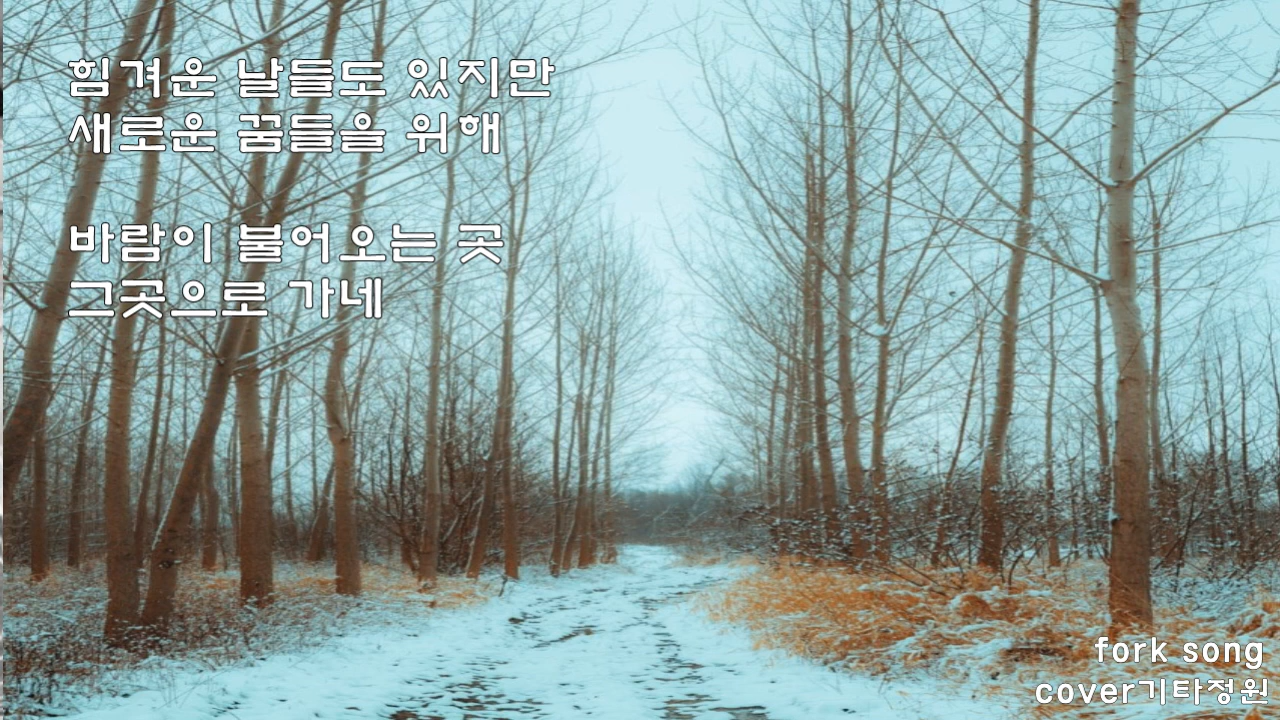 힘겨운 날들도 있지만
새로운 꿈들을 위해
바람이 불어오는 곳
그곳으로 가네
fork song
cover기타정원